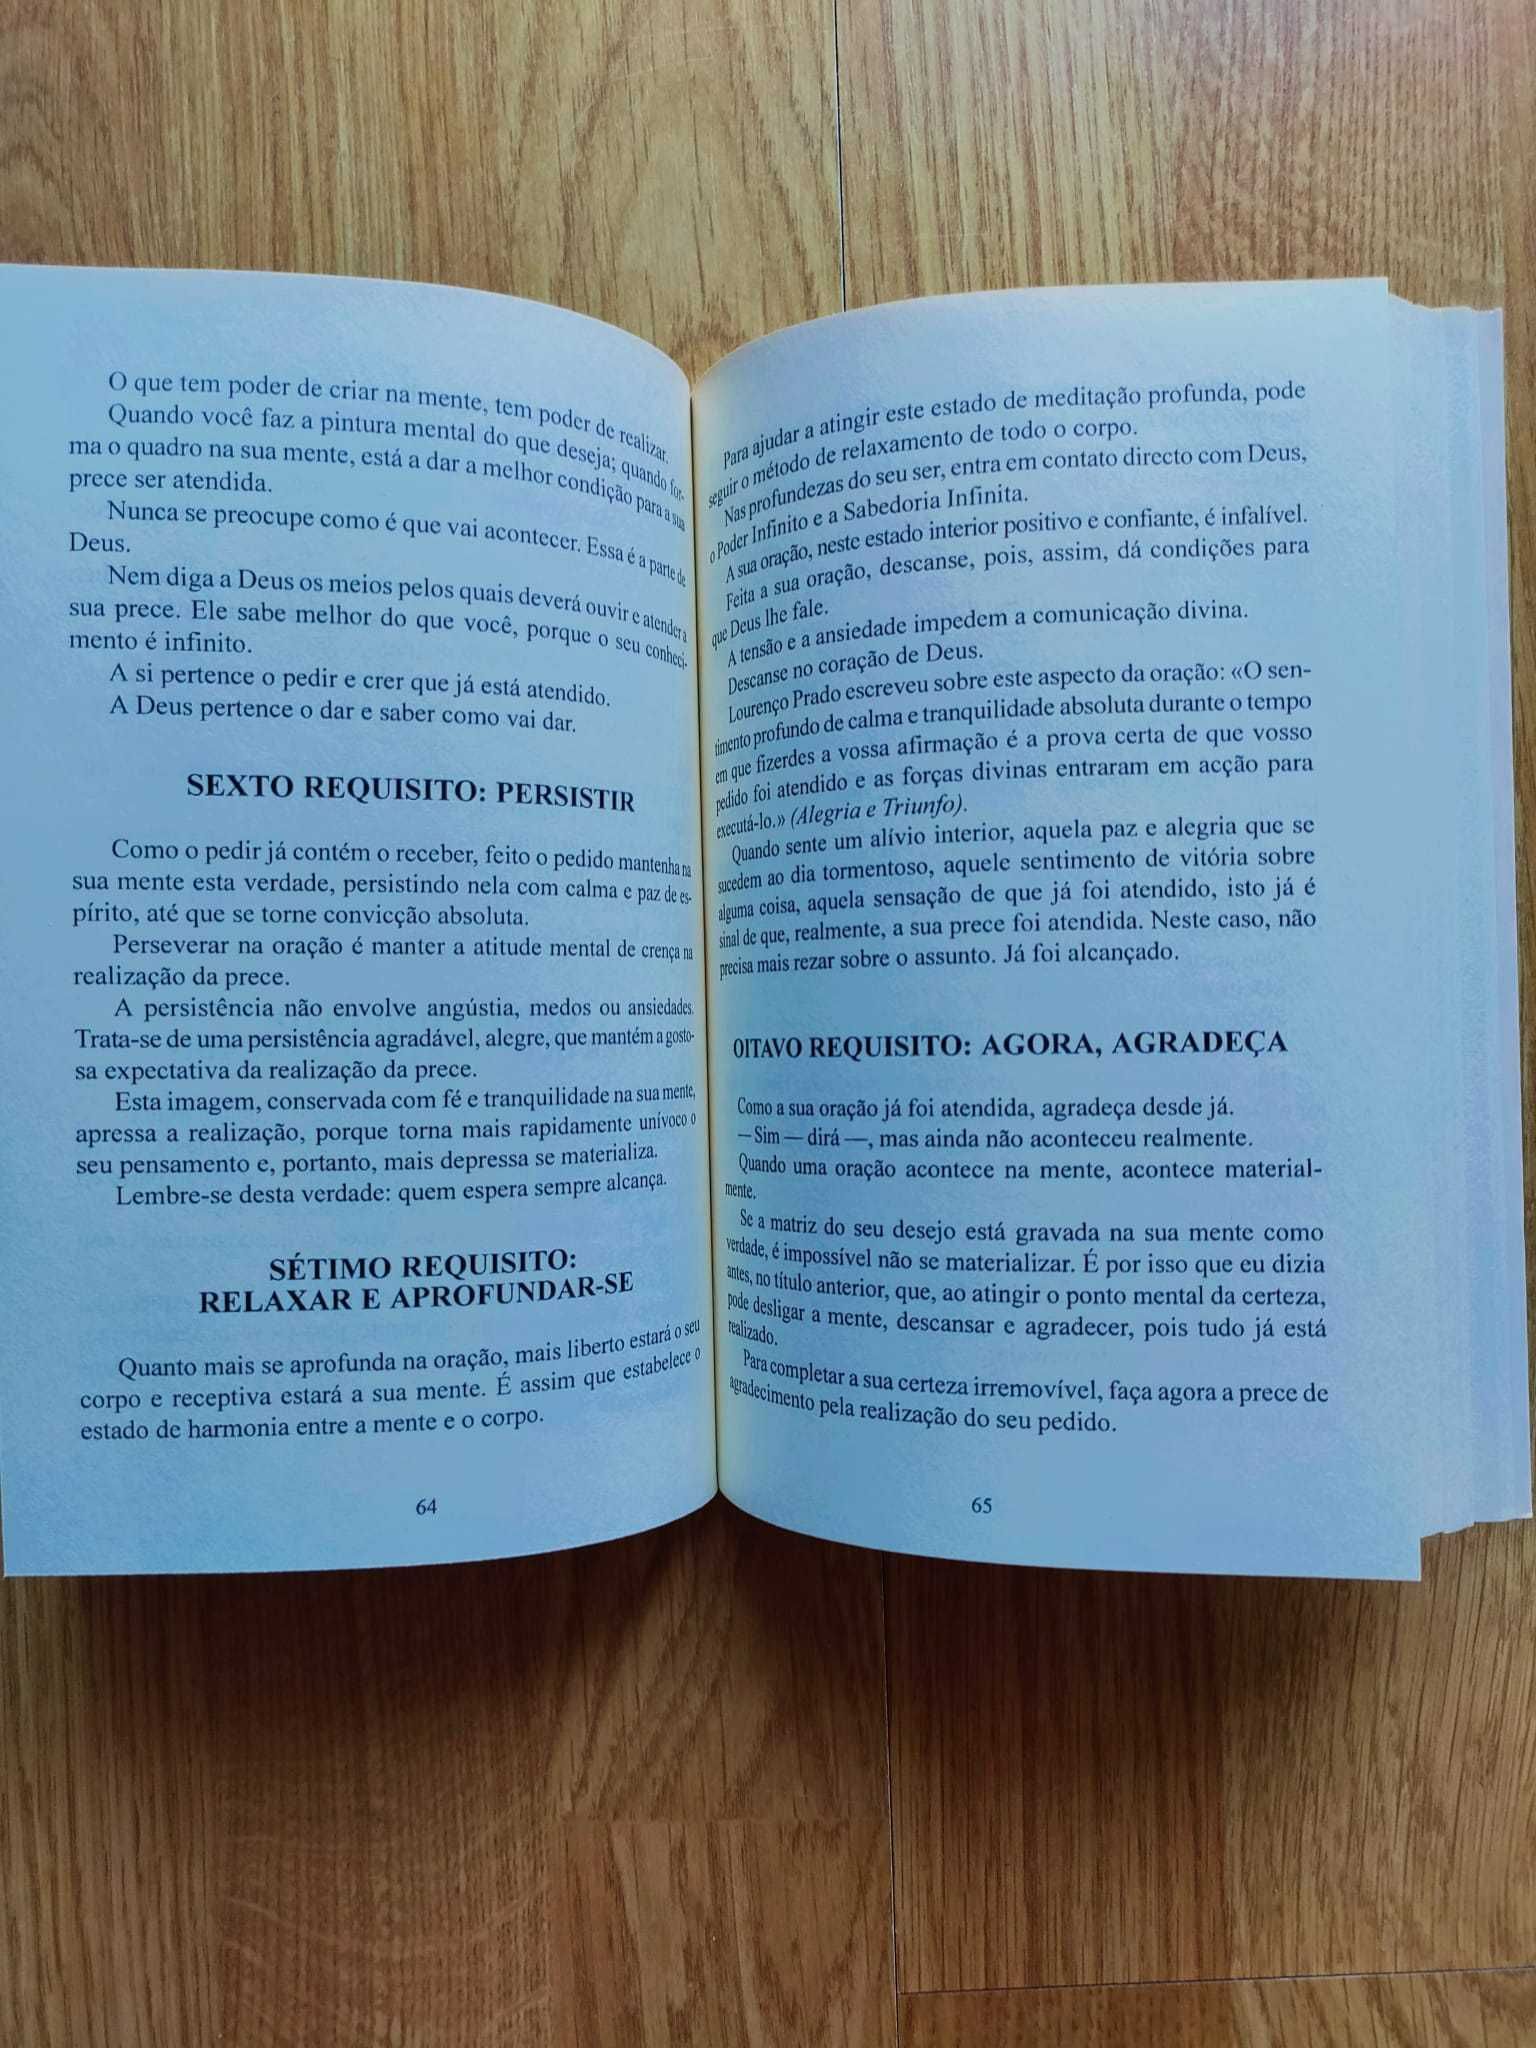 O que tem poder de criar na mente, tem poder de realizar.
Quando você faz a pintura mental do que deseja; quando for-
ma o quadro na sua mente, está a dar a melhor condição para a sua
prece ser atendida.
Nunca se preocupe como é que vai acontecer. Essa é a parte de
Deus.
Nem diga a Deus os meios pelos quais deverá ouvir e atender a
sua prece. Ele sabe melhor do que você, porque o seu conheci-
mento é infinito.
A si pertence o pedir e crer que já está atendido.
A Deus pertence o dar e saber como vai dar.
SEXTO REQUISITO: PERSISTIR
Como o pedir já contém o receber, feito o pedido mantenha na
sua mente esta verdade, persistindo nela com calma e paz de es-
pírito, até que se torne convicção absoluta.
Perseverar na oração é manter a atitude mental de crença na
realização da prece.
A persistência não envolve angústia, medos ou ansiedades.
Trata-se de uma persistência agradável, alegre, que mantém a gosto-
sa expectativa da realização da prece.
Esta imagem, conservada com fé e tranquilidade na sua mente,
apressa a realização, porque torna mais rapidamente unívoco o
seu pensamento e, portanto, mais depressa se materializa.
Lembre-se desta verdade: quem espera sempre alcança.
SÉTIMO REQUISITO:
RELAXAR E APROFUNDAR-SE
Quanto mais se aprofunda na oração, mais liberto estará o seu
corpo e receptiva estará a sua mente. É assim que estabelece o
estado de harmonia entre a mente e o corpo.
64
Para ajudar a atingir este estado de meditação profunda, pode
seguir o método de relaxamento de todo o corpo.
Nas profundezas do seu ser, entra em contato directo com Deus,
o Poder Infinito e a Sabedoria Infinita.
A sua oração, neste estado interior positivo e confiante, é infalível.
Feita a sua oração, descanse, pois, assim, dá condições para
que Deus lhe fale.
A tensão e a ansiedade impedem a comunicação divina.
Descanse no coração de Deus.
Lourenço Prado escreveu sobre este aspecto da oração: «O sen-
timento profundo de calma e tranquilidade absoluta durante o tempo
em que fizerdes a vossa afirmação é a prova certa de que vosso
pedido foi atendido e as forças divinas entraram em acção para
executá-lo.» (Alegria e Triunfo).
Quando sente um alívio interior, aquela paz e alegria que se
sucedem ao dia tormentoso, aquele sentimento de vitória sobre
alguma coisa, aquela sensação de que já foi atendido, isto já é
sinal de que, realmente, a sua prece foi atendida. Neste caso, não
precisa mais rezar sobre o assunto. Já foi alcançado.
OITAVO REQUISITO: AGORA, AGRADEÇA
Como a sua oração já foi atendida, agradeça desde já.
— Sim — dirá —, mas ainda não aconteceu realmente.
Quando uma oração acontece na mente, acontece material-
mente.
Se a matriz do seu desejo está gravada na sua mente como
verdade, é impossível não se materializar. É por isso que eu dizia
antes, no título anterior, que, ao atingir o ponto mental da certeza,
pode desligar a mente, descansar e agradecer, pois tudo já está
realizado.
Para completar a sua certeza irremovível, faça agora a prece de
agradecimento pela realização do seu pedido.
65